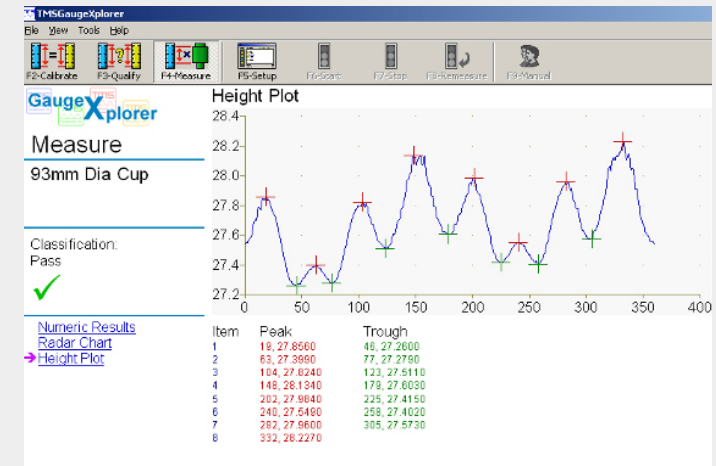 TMSGaugeXplorer
File View Tools Help
F2-Calibrate F3-Qualify F4-Measure F5-Setup F6-Start F7-Stop F8-Remeasure F9-Manual
GaugeXplorer
Measure
93mm Dia Cup
Classification:
Pass
Numeric Results
Radar Chart
Height Plot
Height Plot
28.4
28.2
28.0
27.8
27.6
27.4
27.2
0 50 100 150 200 250 300 350 400
Item Peak Trough
1 19, 27.8560 46, 27.2600
2 63, 27.3990 77, 27.2790
3 104, 27.8240 123, 27.5110
4 148, 28.1340 179, 27.6030
5 202, 27.9840 225, 27.4150
6 240, 27.5490 258, 27.4020
7 282, 27.9600 305, 27.5730
8 332, 28.2270